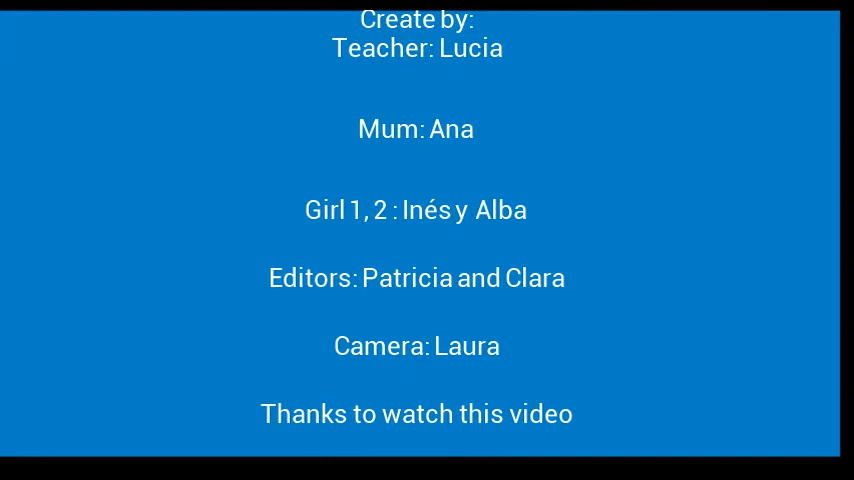 Create by:
Teacher: Lucia
Mum: Ana
Girl 1, 2 : Inés y Alba
Editors: Patricia and Clara
Camera: Laura
Thanks to watch this video